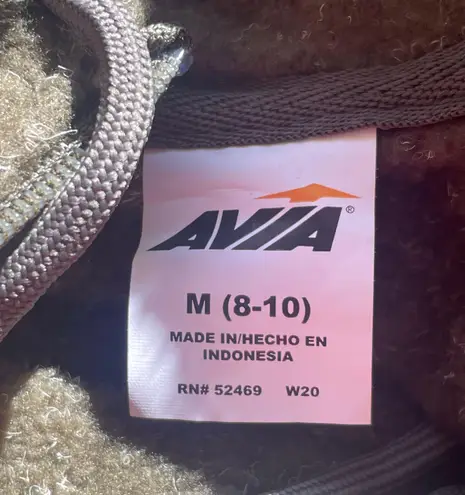 AVIA®
M (8-10)
MADE IN/HECHO EN
INDONESIA
RN# 52469 W20